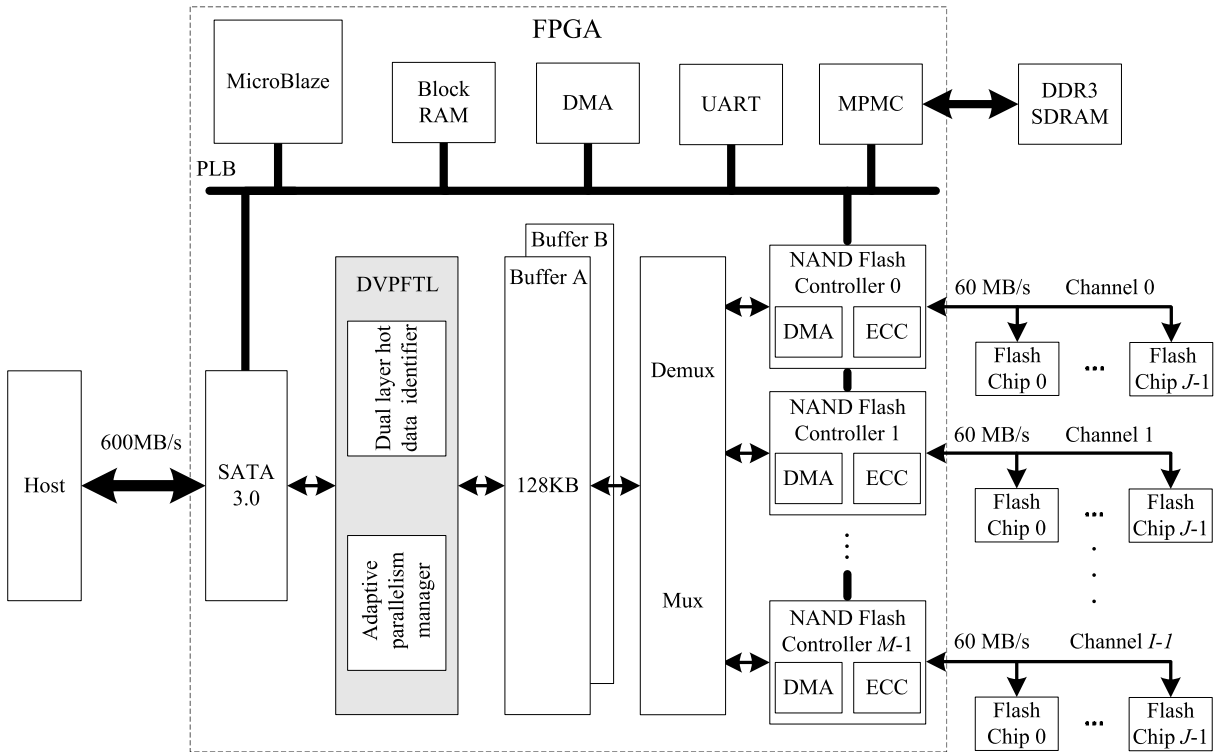 FPGA
MicroBlaze
Block
RAM
DMA
UART
MPMC
DDR3
SDRAM
PLB
Host
600MB/s
SATA
3.0
DVPFTL
Dual layer hot
data identifier
Adaptive
parallelism
manager
Buffer B
Buffer A
128KB
Demux
Mux
NAND Flash
Controller 0
DMA
ECC
60 MB/s
Channel 0
Flash
Chip 0
...
Flash
Chip J-1
NAND Flash
Controller 1
DMA
ECC
60 MB/s
Channel 1
Flash
Chip 0
...
Flash
Chip J-1
NAND Flash
Controller M-1
DMA
ECC
60 MB/s
Channel I-1
Flash
Chip 0
...
Flash
Chip J-1